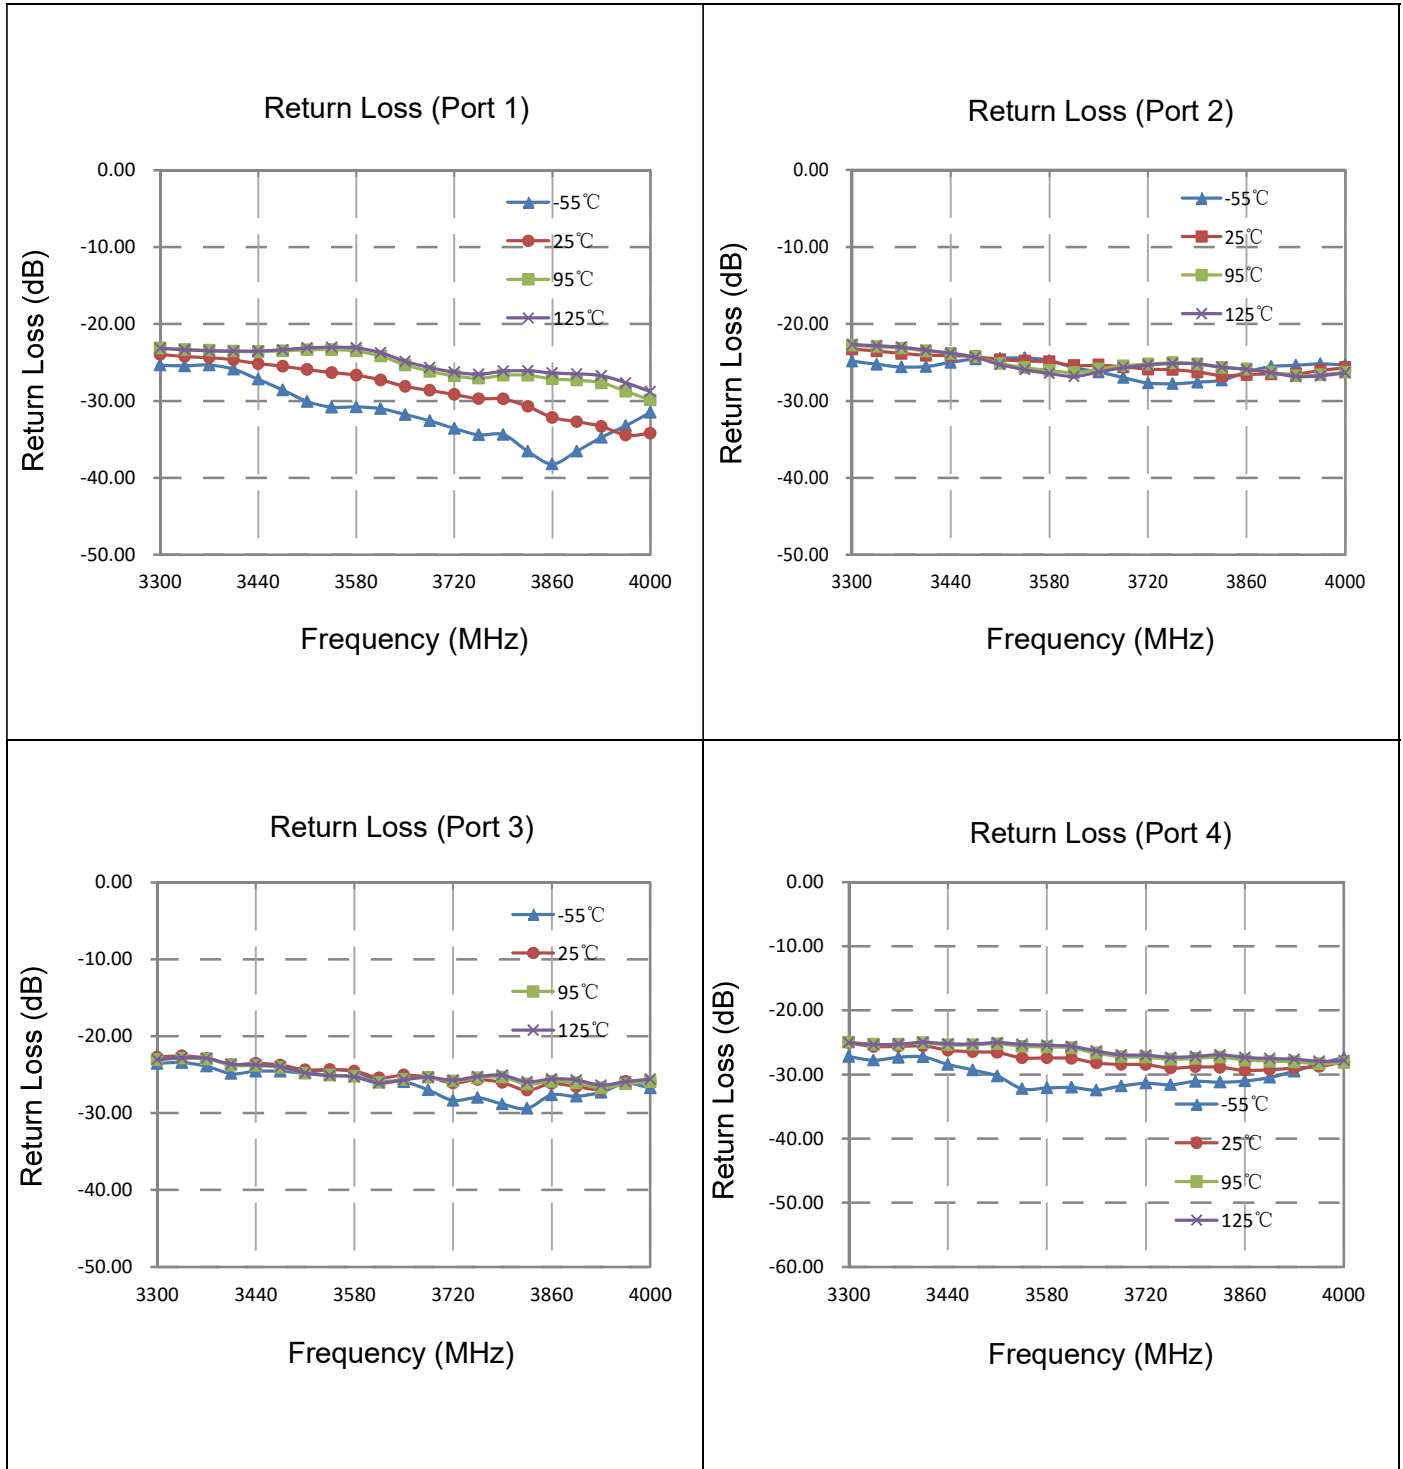 Return Loss (Port 1)
0.00
-10.00
-20.00
-30.00
-40.00
-50.00
Return Loss (dB)
-55℃
25℃
95℃
125℃
3300 3440 3580 3720 3860 4000
Frequency (MHz)
Return Loss (Port 2)
0.00
-10.00
-20.00
-30.00
-40.00
-50.00
Return Loss (dB)
-55℃
25℃
95℃
125℃
3300 3440 3580 3720 3860 4000
Frequency (MHz)
Return Loss (Port 3)
0.00
-10.00
-20.00
-30.00
-40.00
-50.00
Return Loss (dB)
-55℃
25℃
95℃
125℃
3300 3440 3580 3720 3860 4000
Frequency (MHz)
Return Loss (Port 4)
0.00
-10.00
-20.00
-30.00
-40.00
-50.00
-60.00
Return Loss (dB)
-55℃
25℃
95℃
125℃
3300 3440 3580 3720 3860 4000
Frequency (MHz)